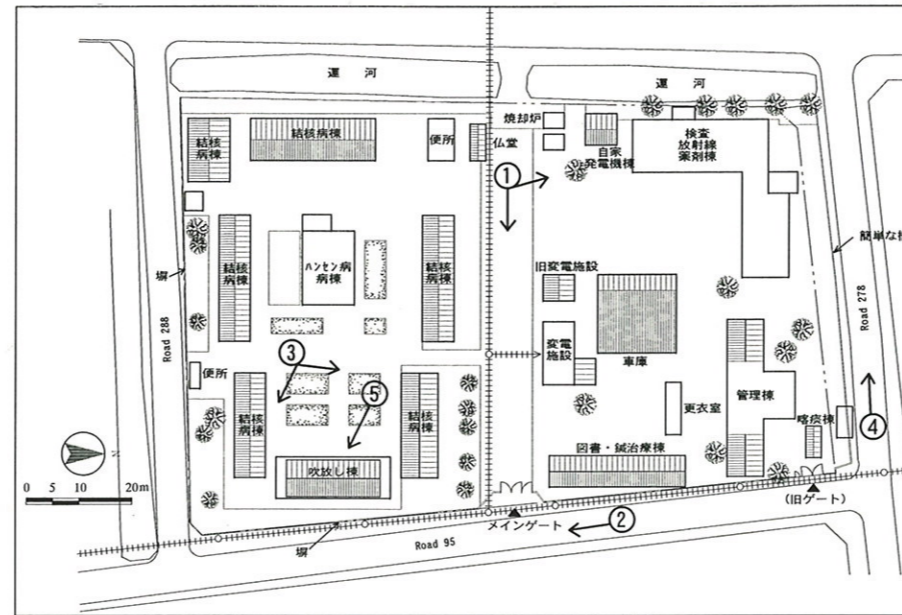 運河
運河
焼却炉
結核病棟
結核病棟
便所
仏堂
自家
発電機棟
検査
放射線
薬剤棟
①
簡単な
結核病棟
ハンセン病
病棟
結核病棟
旧変電施設
塀
Road 288
Road 278
変電
施設
車庫
③
便所
⑤
更衣室
管理棟
喀痰棟
④
結核病棟
結核病棟
N
図書・鍼治療棟
吹放し棟
0 5 10 20m
(旧ゲート)
メインゲート
②
塀
Road 95